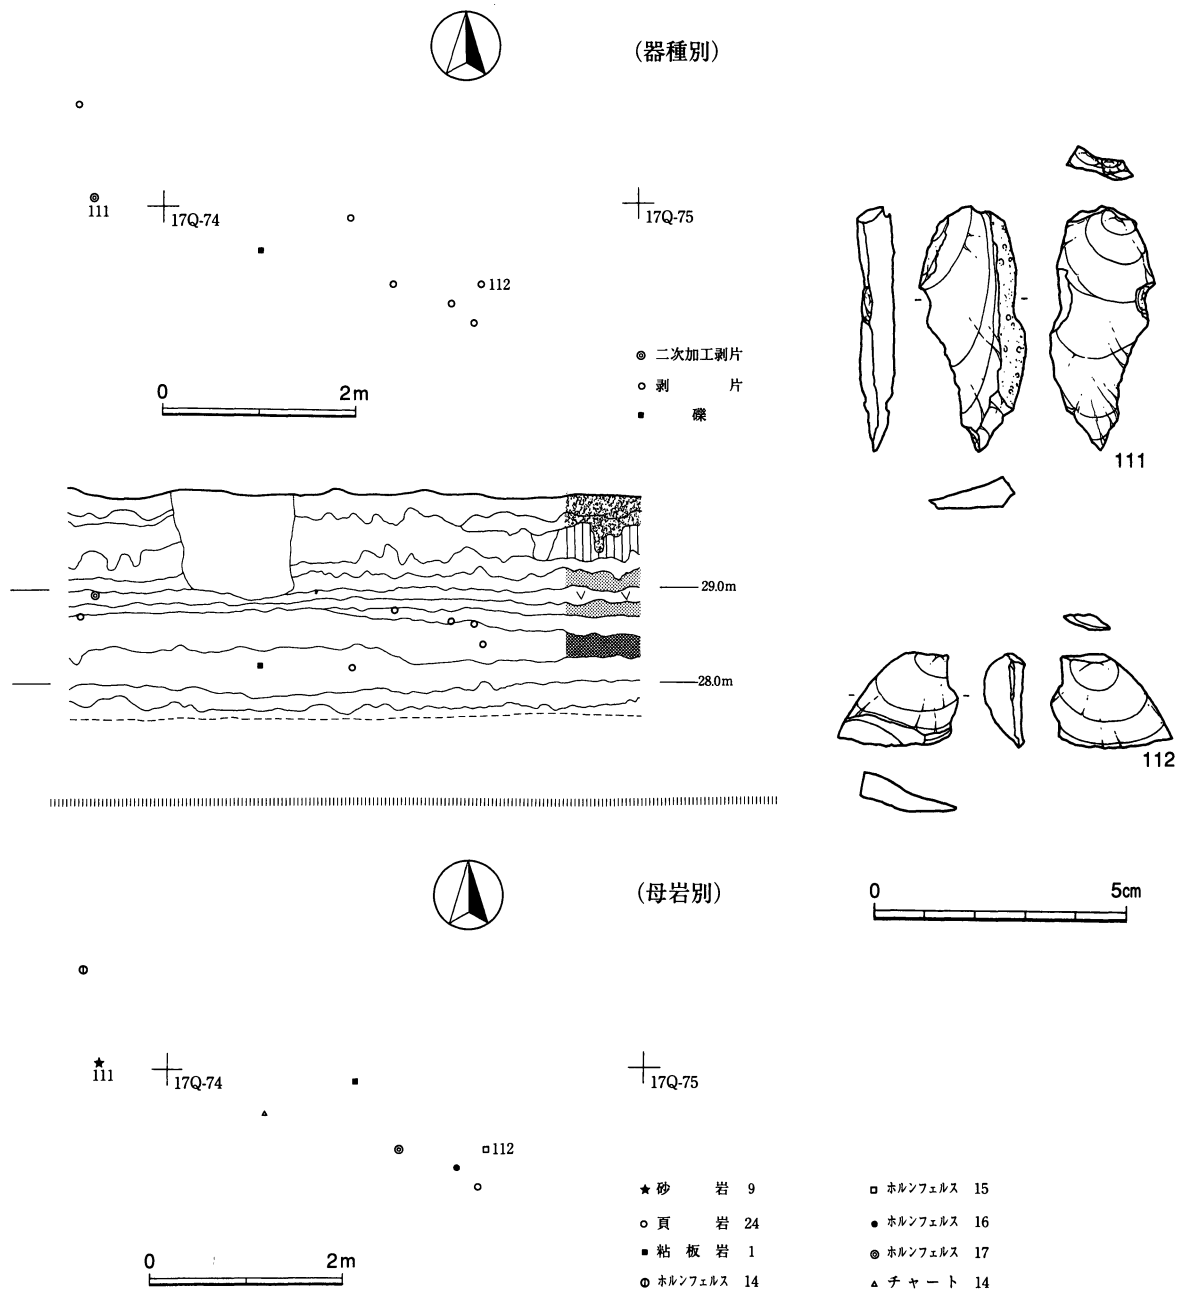 (器種別)
111
17Q-74
17Q-75
112
◎ 二次加工剥片
○ 剥片
■ 礫
0 2m
111
29.0m
28.0m
112
(母岩別)
0 5cm
111
17Q-74
17Q-75
112
★ 砂岩 9
○ 頁岩 24
■ 粘板岩 1
ホルンフェルス 14
□ ホルンフェルス 15
● ホルンフェルス 16
◎ ホルンフェルス 17
△ チャート 14
0 2m